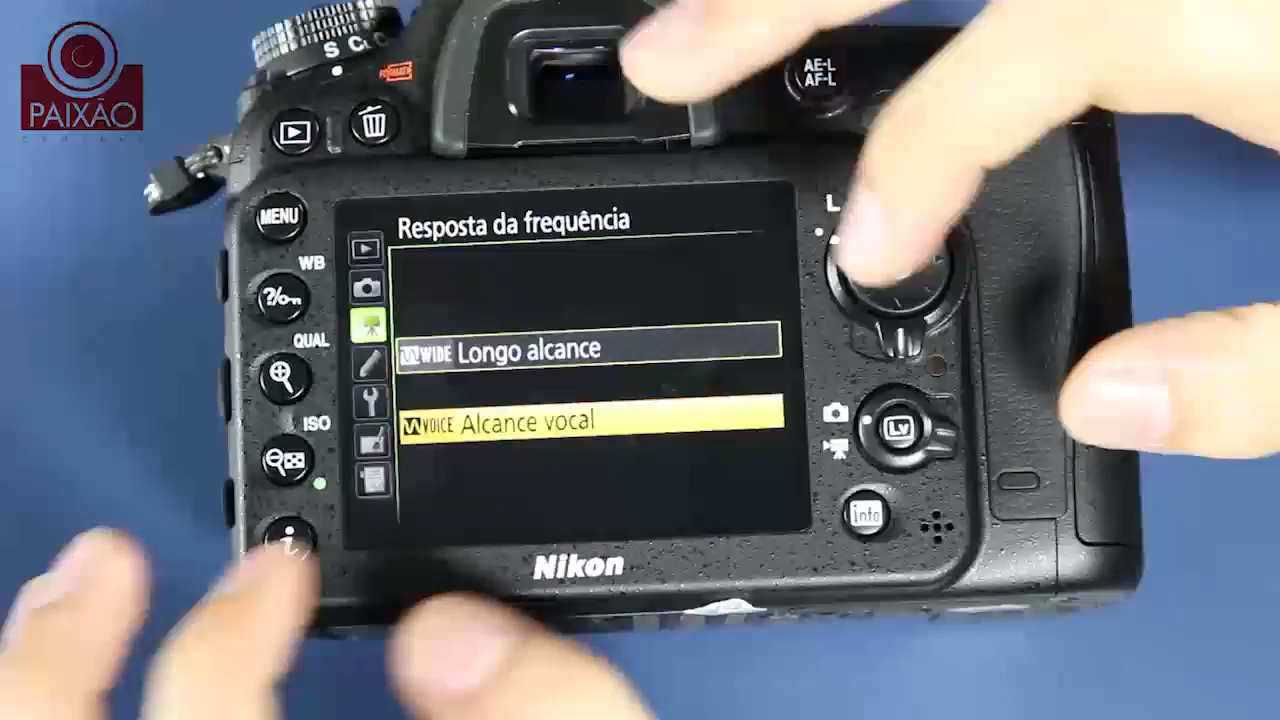 PAIXÃO
S CL
FORMAT
AE-L
AF-L
MENU
WB
?/
QUAL
ISO
i
L
Resposta da frequência
WIDE Longo alcance
VOICE Alcance vocal
Lv
info
Nikon